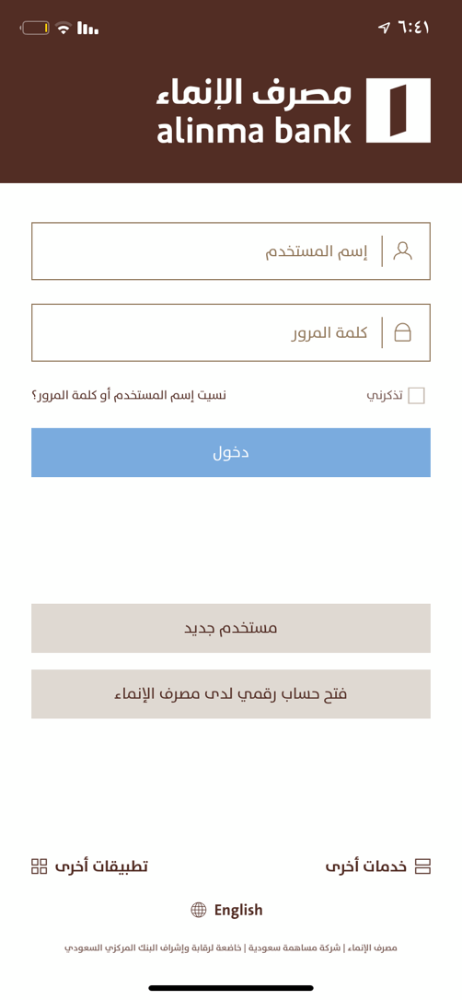 ٦:٤١
مصرف الإنماء
alinma bank
إسم المستخدم
كلمة المرور
تذكرني
نسيت إسم المستخدم أو كلمة المرور؟
دخول
مستخدم جديد
فتح حساب رقمي لدى مصرف الإنماء
خدمات أخرى
تطبيقات أخرى
English
مصرف الإنماء | شركة مساهمة سعودية | خاضعة لرقابة وإشراف البنك المركزي السعودي